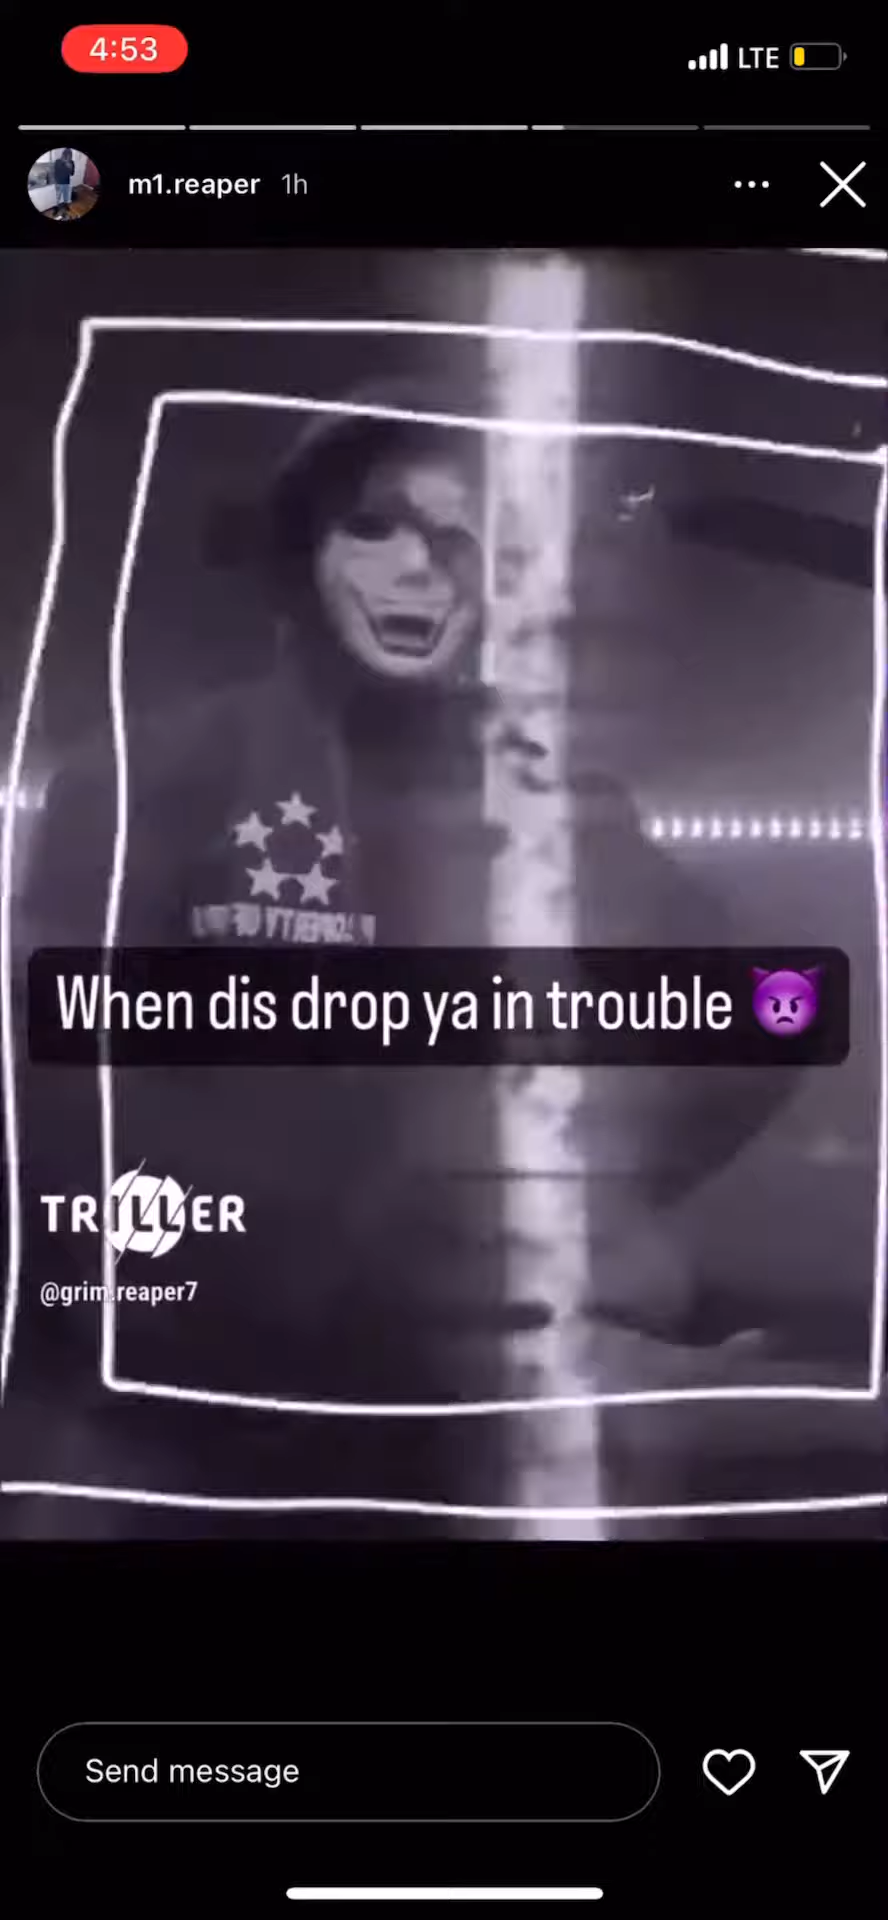 4:53
LTE
m1.reaper 1h
When dis drop ya in trouble 😈
TRILLER
@grim.reaper7
Send message